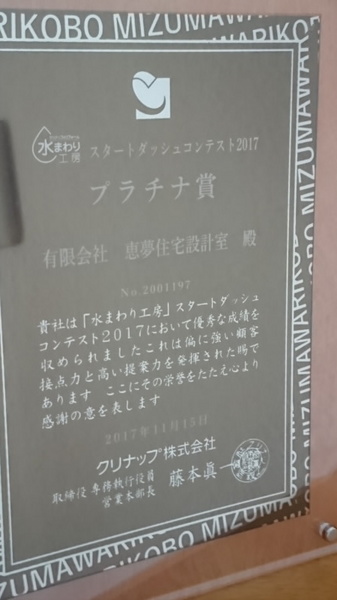 RIKOBO MIZUMAWARIKOBO
水まわり工房
スタートダッシュコンテスト2017
プラチナ賞
有限会社 恵夢住宅設計室 殿
No.2001197
貴社は「水まわり工房」スタートダッシュ
コンテスト2017において優秀な成績を
収められましたこれは偏に強い顧客
接点力と高い提案力を発揮された賜で
あります ここにその栄誉をたたえ心より
感謝の意を表します
2017年11月15日
クリナップ株式会社
取締役 専務執行役員
営業本部長
藤本眞一
MIZUMAWARIKOBO MIZUMAWA
UMAWARIKOBO MIZUMAWARIKOBO MIZUMAW